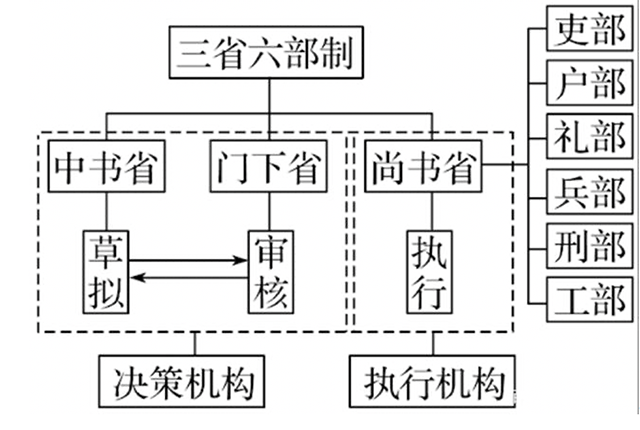 三省六部制
中书省
门下省
尚书省
草拟
审核
执行
决策机构
执行机构
吏部
户部
礼部
兵部
刑部
工部